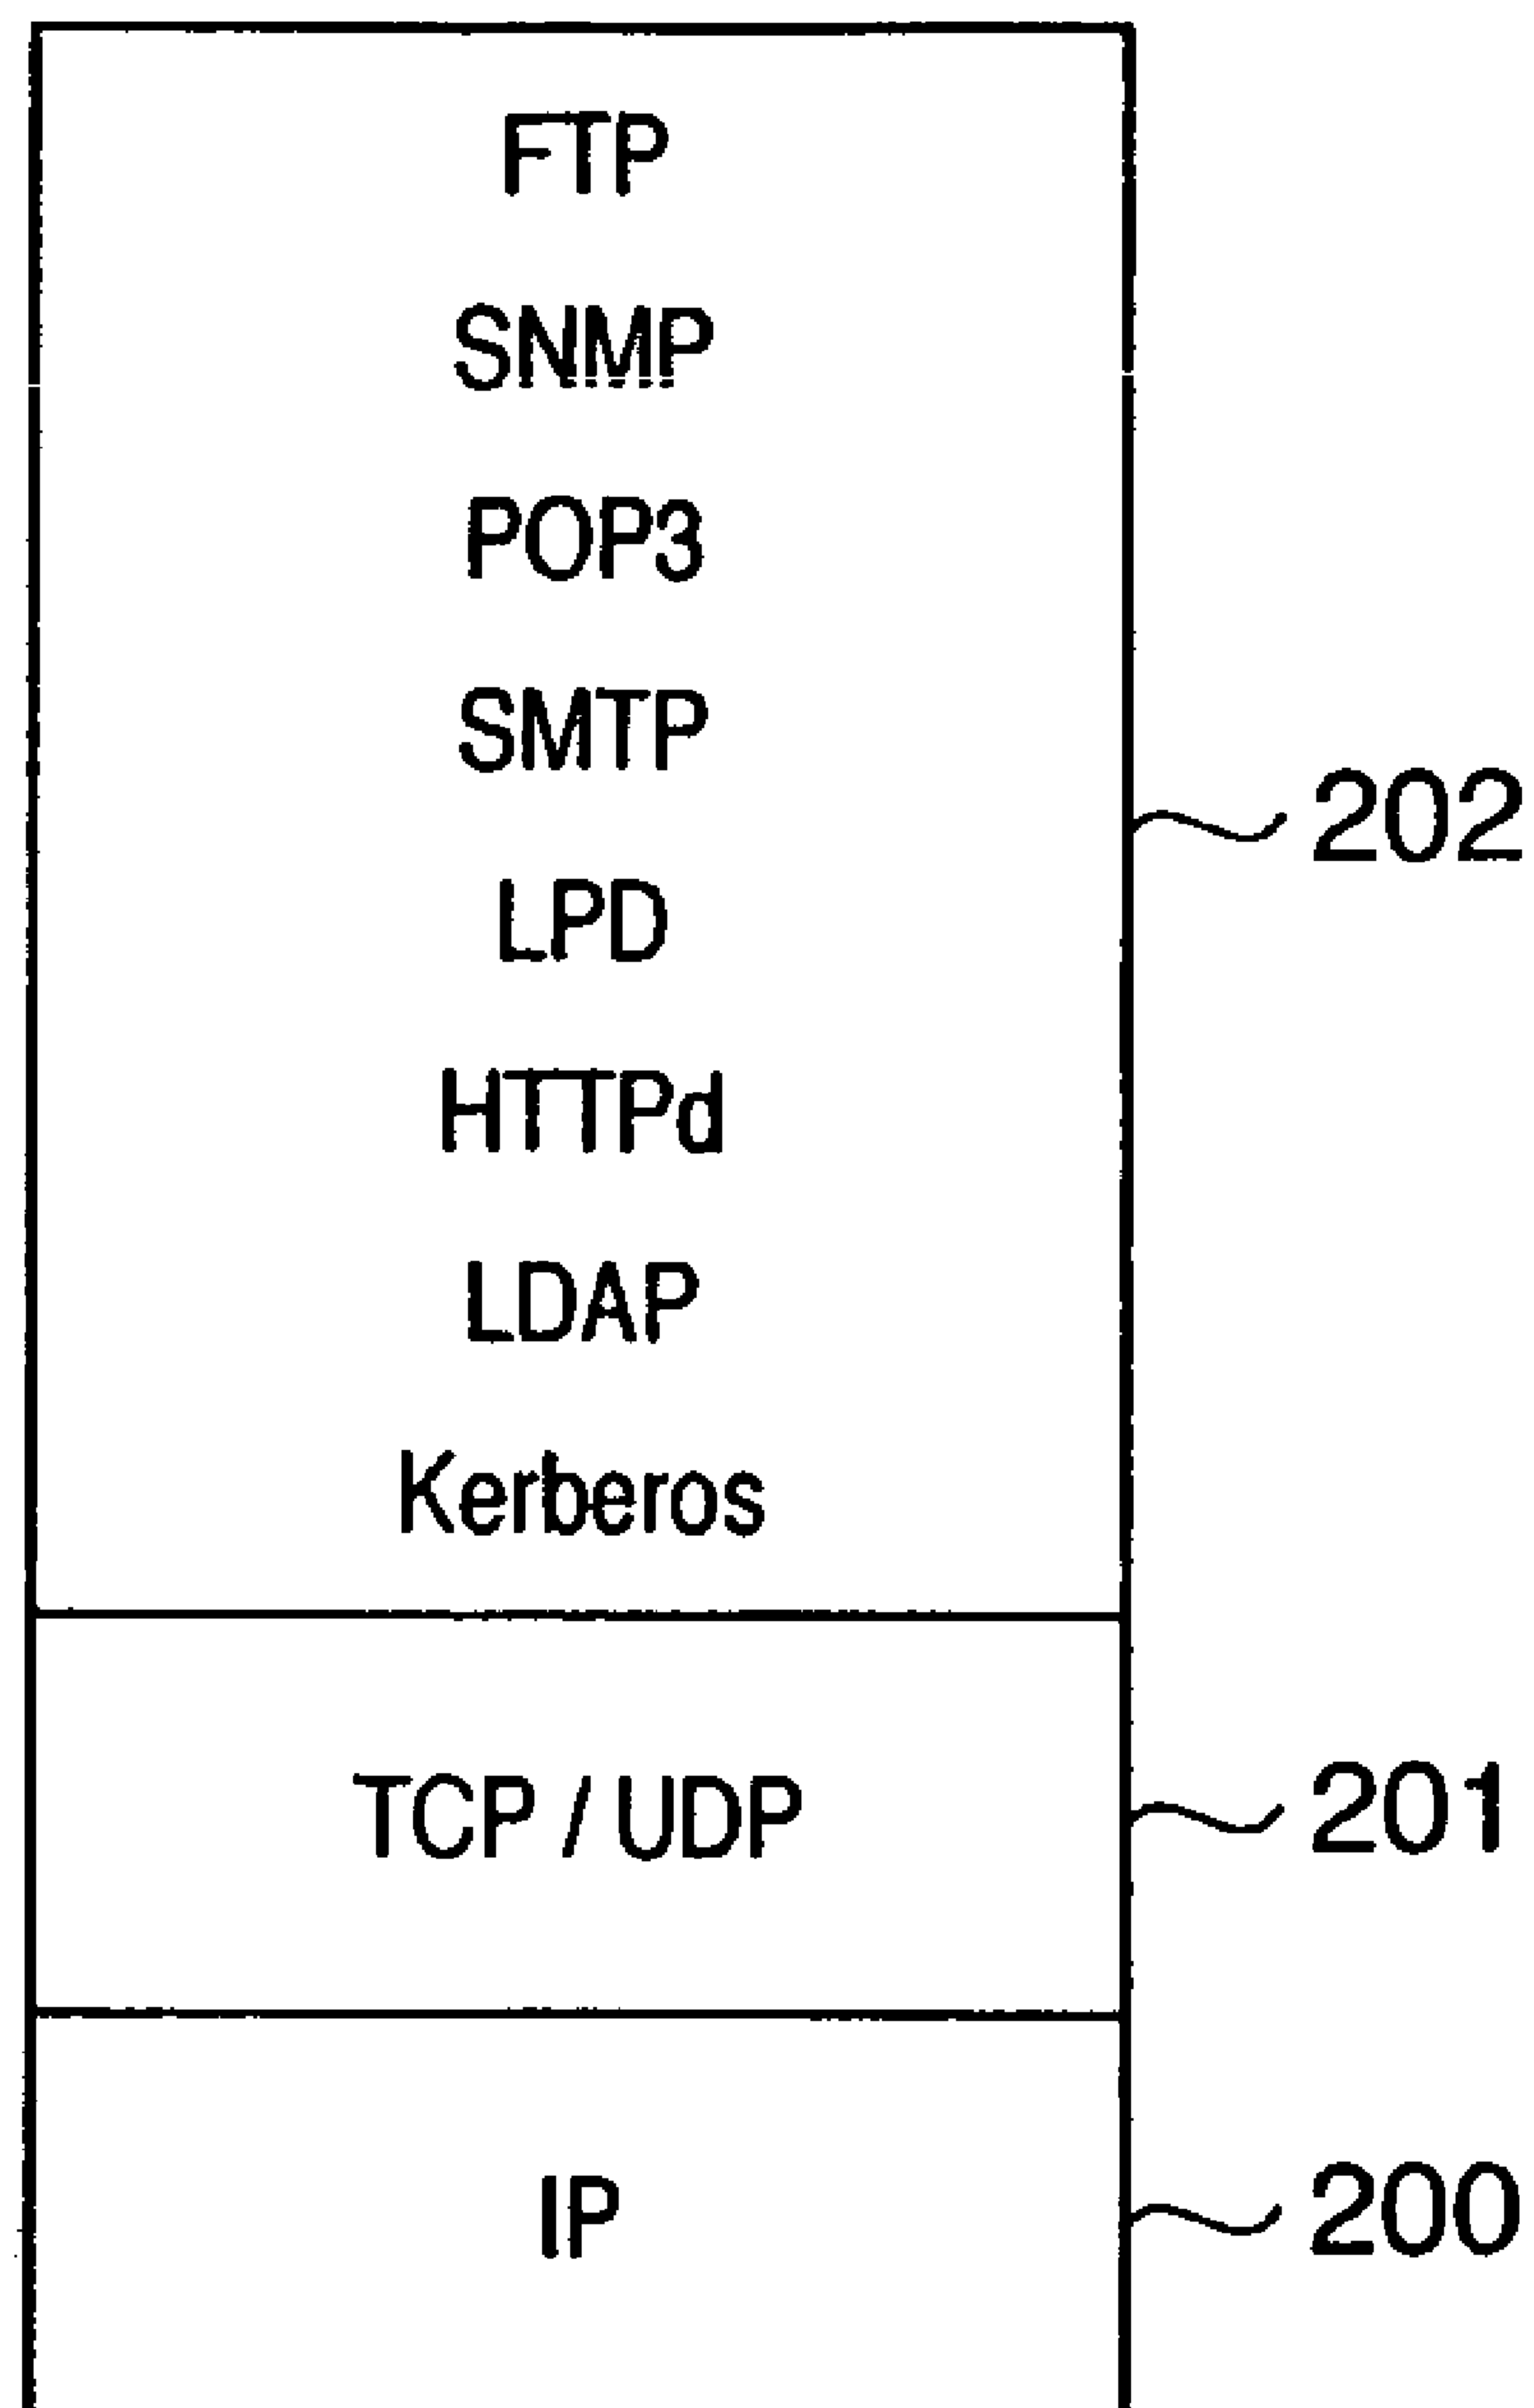 FTP
SNMP
POP3
SMTP
202
LPD
HTTPd
LDAP
Kerberos
TCP / UDP
201
IP
200